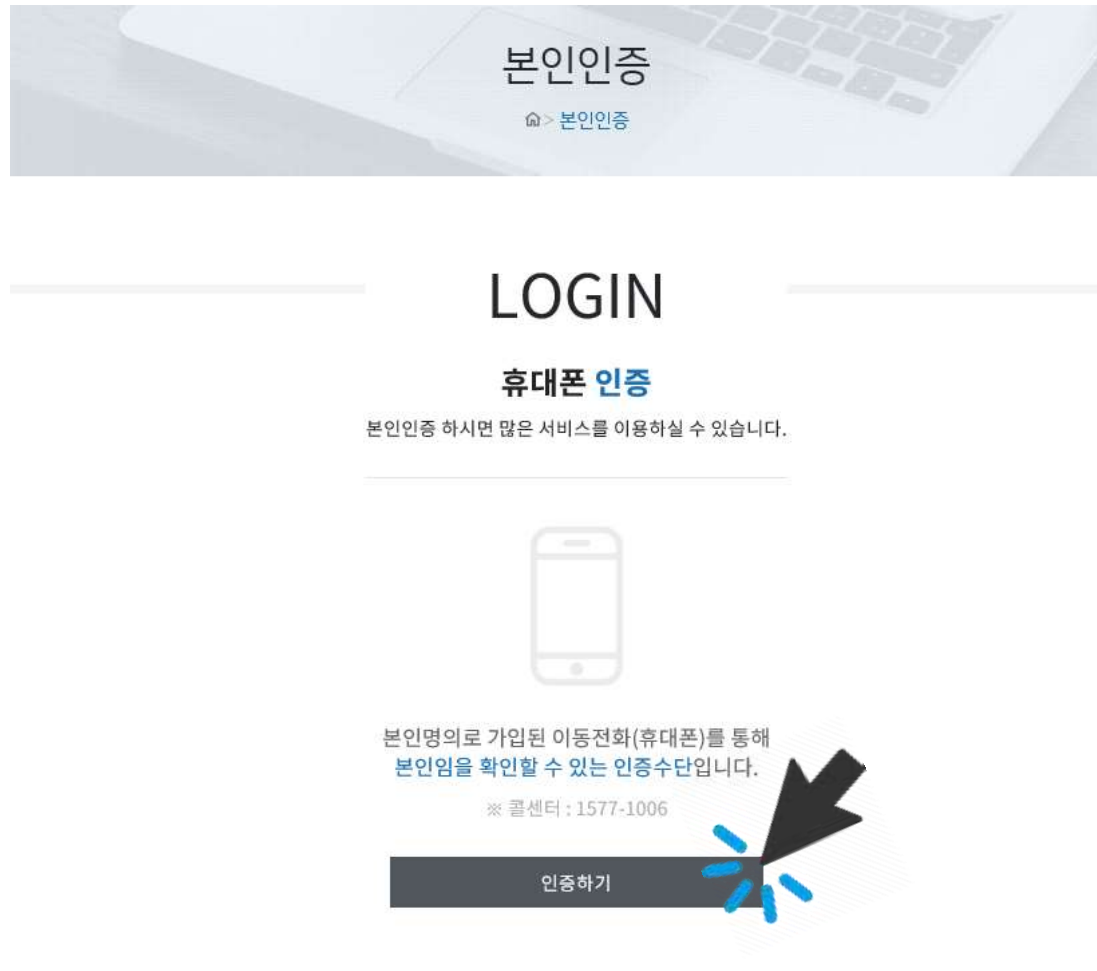 본인인증
> 본인인증
LOGIN
휴대폰 인증
본인인증 하시면 많은 서비스를 이용하실 수 있습니다.
본인명의로 가입된 이동전화(휴대폰)를 통해
본인임을 확인할 수 있는 인증수단입니다.
※ 콜센터 : 1577-1006
인증하기